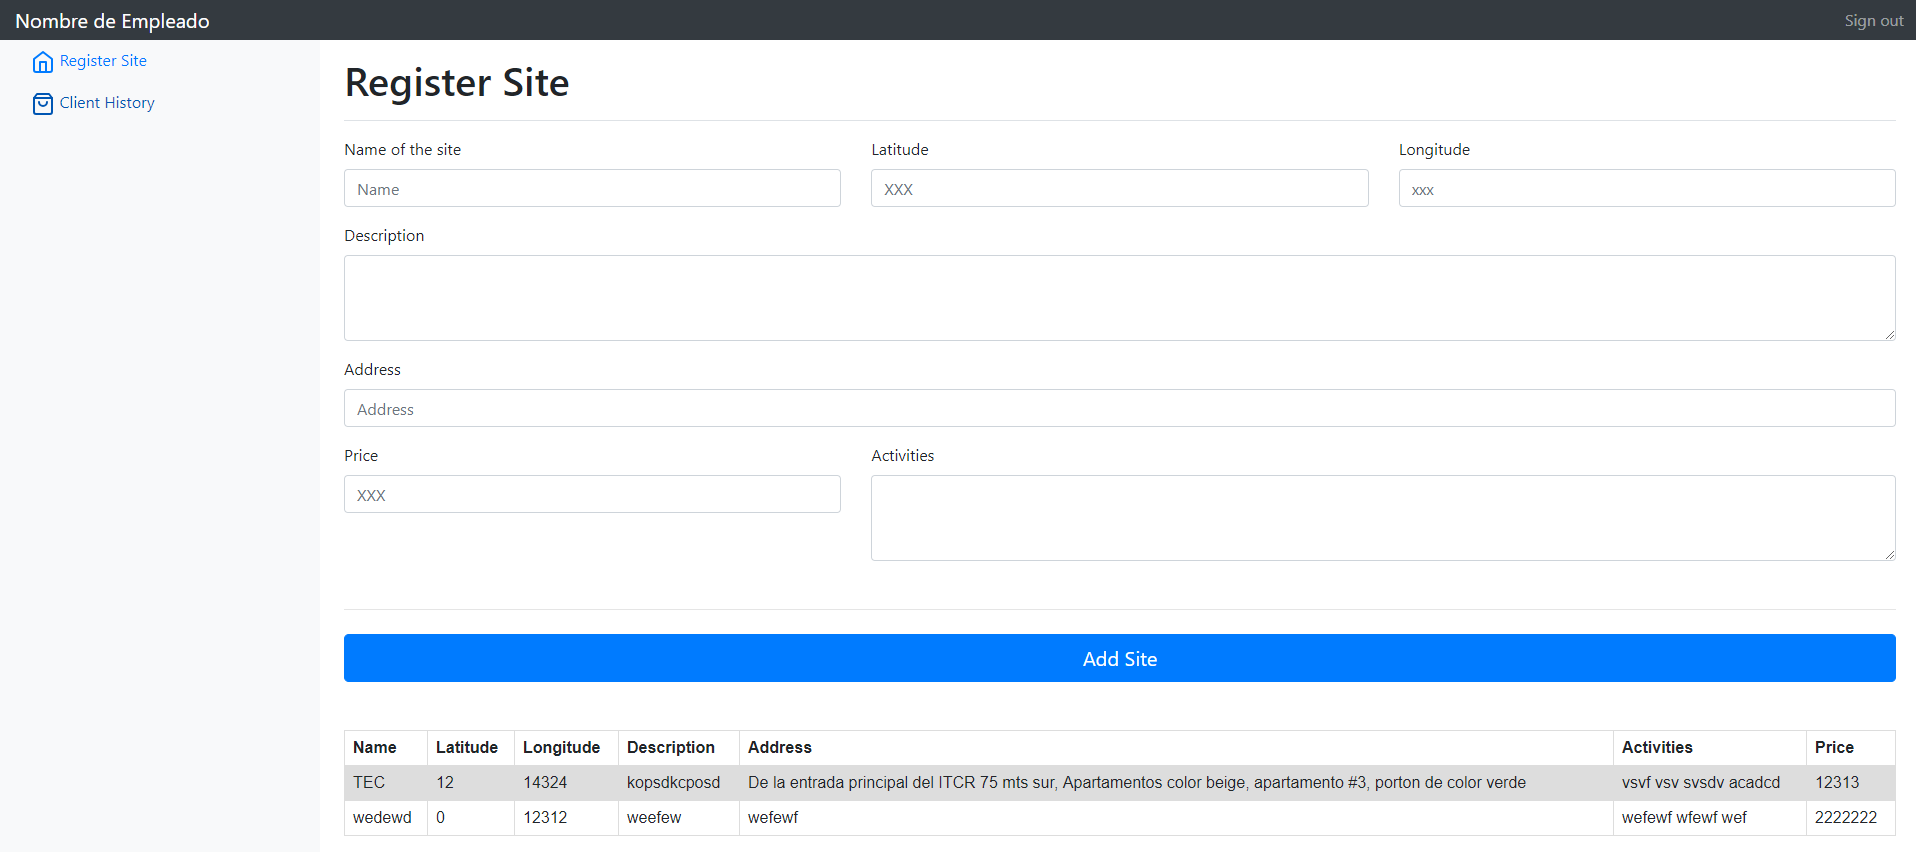 Nombre de Empleado
Sign out
Register Site
Client History
Register Site
Name of the site Latitude Longitude
Name XXX xxx
Description
Address
Address
Price Activities
XXX
Add Site
Name Latitude Longitude Description Address Activities Price
TEC 12 14324 kopsdkcposd De la entrada principal del ITCR 75 mts sur, Apartamentos color beige, apartamento #3, porton de color verde vsvf vsv svsdv acadcd 12313
wedewd 0 12312 weefew wefewf wefewf wfewf wef 2222222